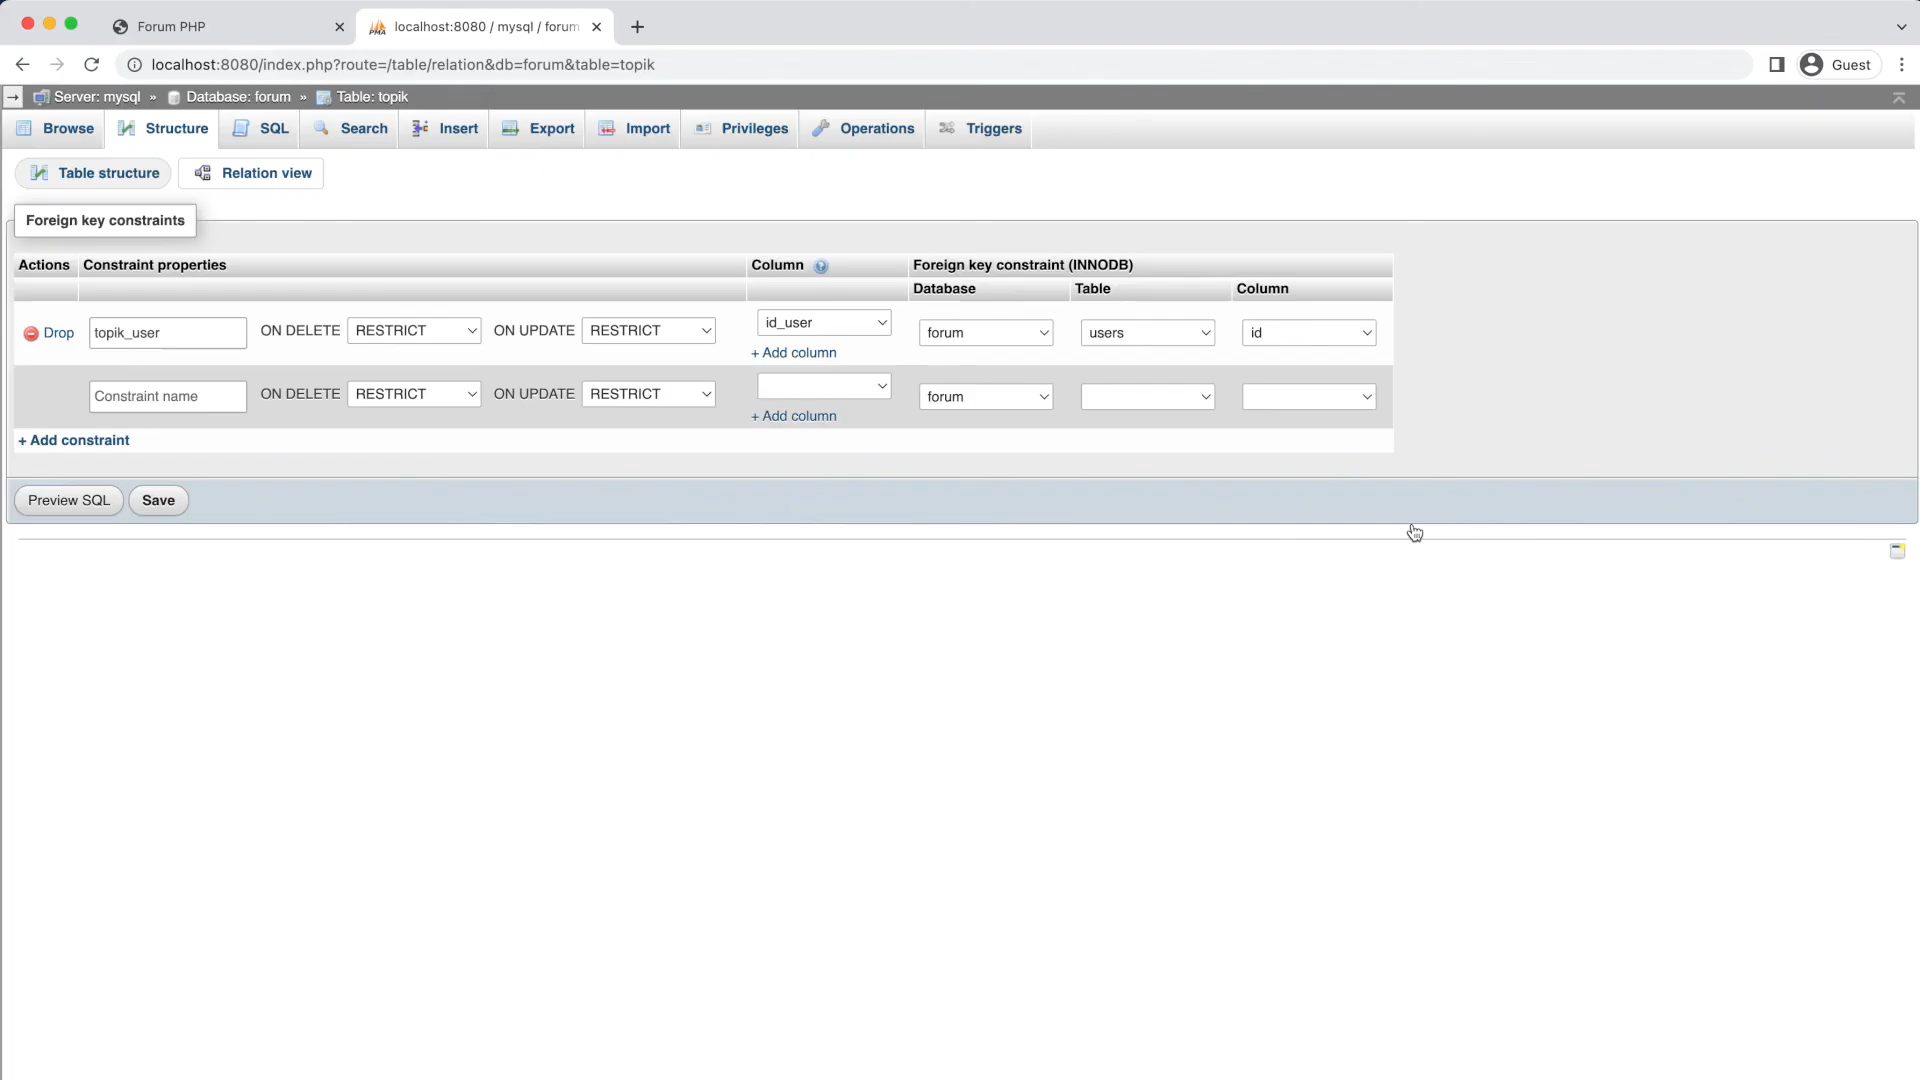 Forum PHP
localhost:8080 / mysql / forum
localhost:8080/index.php?route=/table/relation&db=forum&table=topik
Guest
Server: mysql » Database: forum » Table: topik
Browse Structure SQL Search Insert Export Import Privileges Operations Triggers
Table structure Relation view
Foreign key constraints
Actions Constraint properties Column Foreign key constraint (INNODB)
Database Table Column
Drop topik_user ON DELETE RESTRICT ON UPDATE RESTRICT id_user forum users id
+ Add column
Constraint name ON DELETE RESTRICT ON UPDATE RESTRICT forum
+ Add column
+ Add constraint
Preview SQL Save